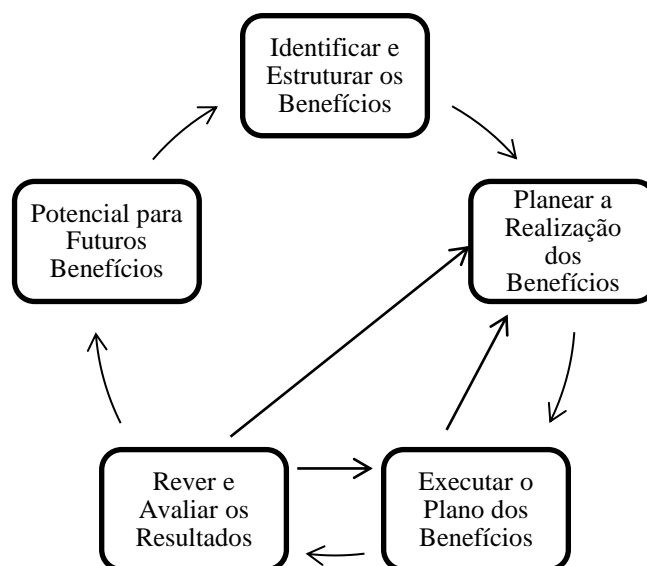 Identificar e
Estruturar os
Benefícios
Planear a
Realização
dos
Benefícios
Executar o
Plano dos
Benefícios
Rever e
Avaliar os
Resultados
Potencial para
Futuros
Benefícios